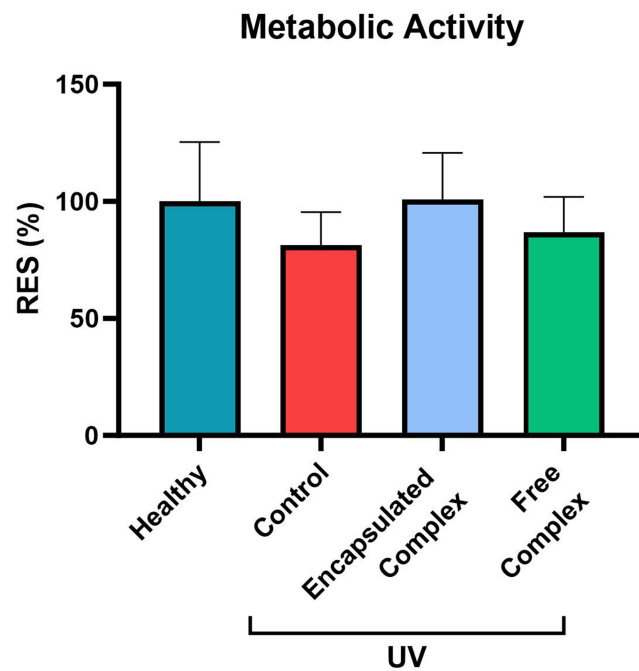 Metabolic Activity
150
100
50
0
RES (%)
Healthy
Control
Encapsulated
Complex
Free
Complex
UV